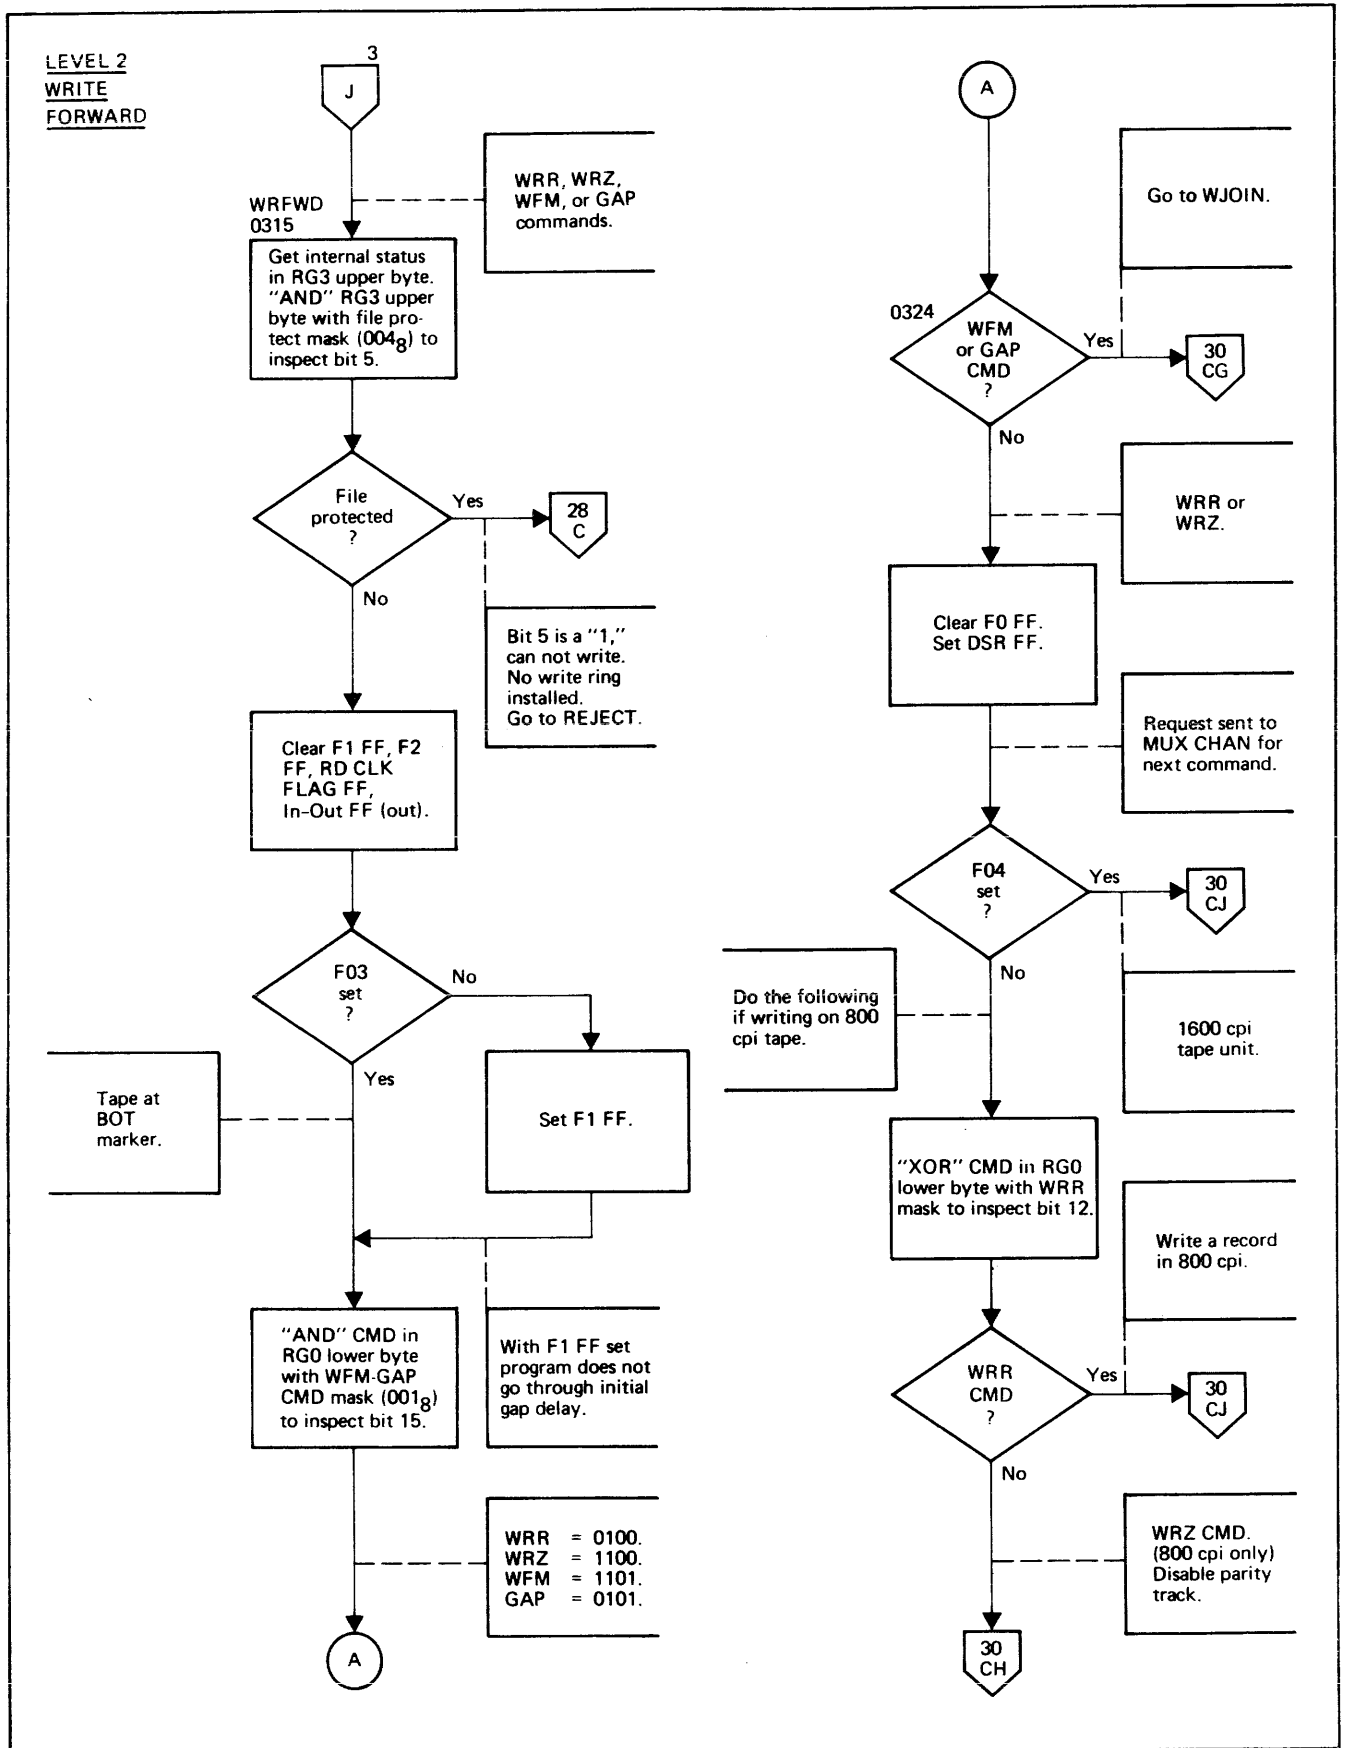 LEVEL 2
WRITE
FORWARD
3
J
WRR, WRZ,
WFM, or GAP
commands.
WRFWD
0315
Get internal status
in RG3 upper byte.
"AND" RG3 upper
byte with file pro-
tect mask (004₈) to
inspect bit 5.
File
protected
?
Yes
28
C
No
Bit 5 is a "1,"
can not write.
No write ring
installed.
Go to REJECT.
Clear F1 FF, F2
FF, RD CLK
FLAG FF,
In-Out FF (out).
F03
set
?
No
Yes
Tape at
BOT
marker.
Set F1 FF.
"AND" CMD in
RG0 lower byte
with WFM-GAP
CMD mask (001₈)
to inspect bit 15.
With F1 FF set
program does not
go through initial
gap delay.
WRR = 0100.
WRZ = 1100.
WFM = 1101.
GAP = 0101.
A
A
Go to WJOIN.
0324
WFM
or GAP
CMD
?
Yes
30
CG
No
WRR or
WRZ.
Clear F0 FF.
Set DSR FF.
Request sent to
MUX CHAN for
next command.
F04
set
?
Yes
30
CJ
No
Do the following
if writing on 800
cpi tape.
1600 cpi
tape unit.
"XOR" CMD in RG0
lower byte with WRR
mask to inspect bit 12.
Write a record
in 800 cpi.
WRR
CMD
?
Yes
30
CJ
No
WRZ CMD.
(800 cpi only)
Disable parity
track.
30
CH